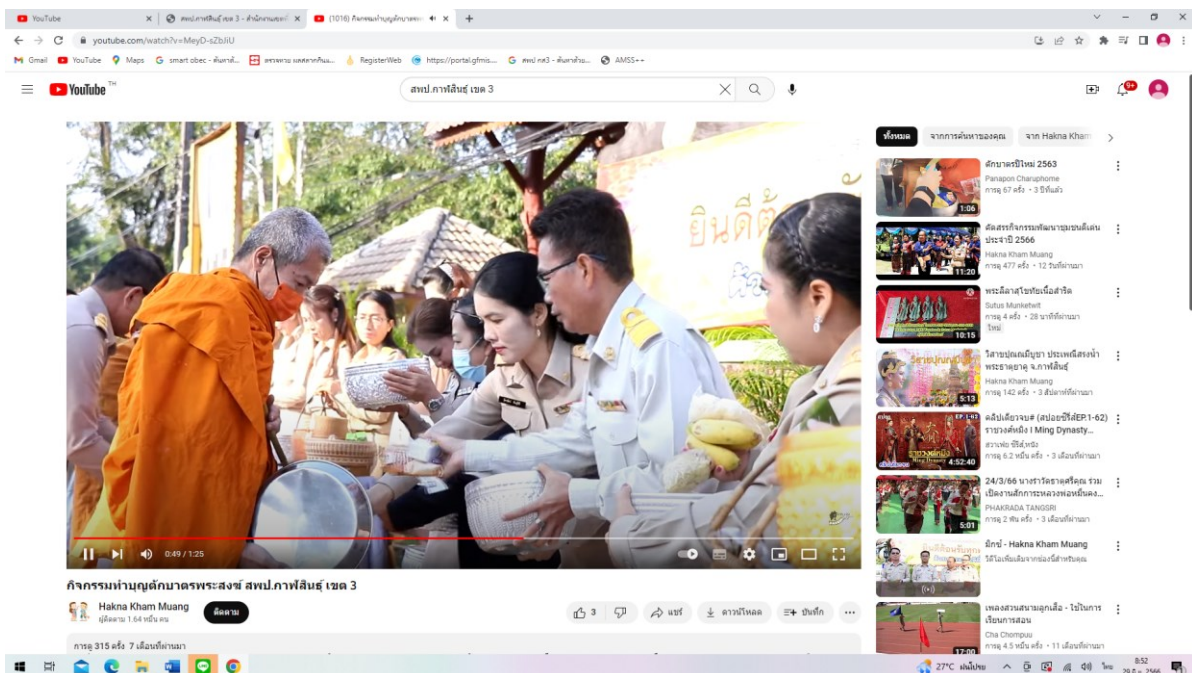 YouTube
สพป.กาฬสินธุ์ เขต 3 - สำนักงานเขตพื้
(1016) กิจกรรมทำบุญตักบาตรพระส
youtube.com/watch?v=MeyD-sZbJiU
Gmail
YouTube
Maps
smart obec - ค้นหาด้...
RegisterWeb
https://portal.gfmis...
AMSS++
YouTube TH
สพป.กาฬสินธุ์ เขต 3
9+
ทั้งหมด
จากการค้นหาของคุณ
จาก Hakna Kham
ยินดีต้
0:49 / 1:25
กิจกรรมทำบุญตักบาตรพระสงฆ์ สพป.กาฬสินธุ์ เขต 3
Hakna Kham Muang
ผู้ติดตาม 1.64 หมื่น คน
ติดตาม
3
แชร์
ดาวน์โหลด
บันทึก
การดู 315 ครั้ง 7 เดือนที่ผ่านมา
1:06
ตักบาตรปีใหม่ 2563
Panapon Charuphome
การดู 67 ครั้ง • 3 ปีที่แล้ว
11:20
คัดสรรกิจกรรมพัฒนาชุมชนดีเด่น
ประจำปี 2566
Hakna Kham Muang
การดู 477 ครั้ง • 12 วันที่ผ่านมา
10:15
พระลีลาสุโขทัยเนื้อสำริด
Sutus Munketwit
การดู 4 ครั้ง • 28 นาทีที่ผ่านมา
ใหม่
5:13
วิสาขปุณณมีบูชา ประเพณีสรงน้ำ
พระธาตุยาคู จ.กาฬสินธุ์
Hakna Kham Muang
การดู 142 ครั้ง • 3 สัปดาห์ที่ผ่านมา
EP.1-62
ราชวงศ์หมิง
Ming Dynasty
4:52:40
คลิปเดียวจบ# (สปอยซีรีส์EP.1-62)
ราชวงศ์หมิง l Ming Dynasty...
สวาเฟย ซีรีส์,หนัง
การดู 6.2 หมื่น ครั้ง • 3 เดือนที่ผ่านมา
5:01
24/3/66 นางรำวัดธาตุศรีคุณ ร่วม
เปิดงานสักการะหลวงพ่อหมื่นคง...
PHAKRADA TANGSRI
การดู 2 พัน ครั้ง • 3 เดือนที่ผ่านมา
มิกซ์ - Hakna Kham Muang
วิดีโอเพิ่มเติมจากช่องนี้สำหรับคุณ
17:00
เพลงสวนสนามลูกเสือ - ใช้ในการ
เรียนการสอน
Cha Chompuu
การดู 4.5 หมื่น ครั้ง • 11 เดือนที่ผ่านมา
27°C
ไทย
8:52